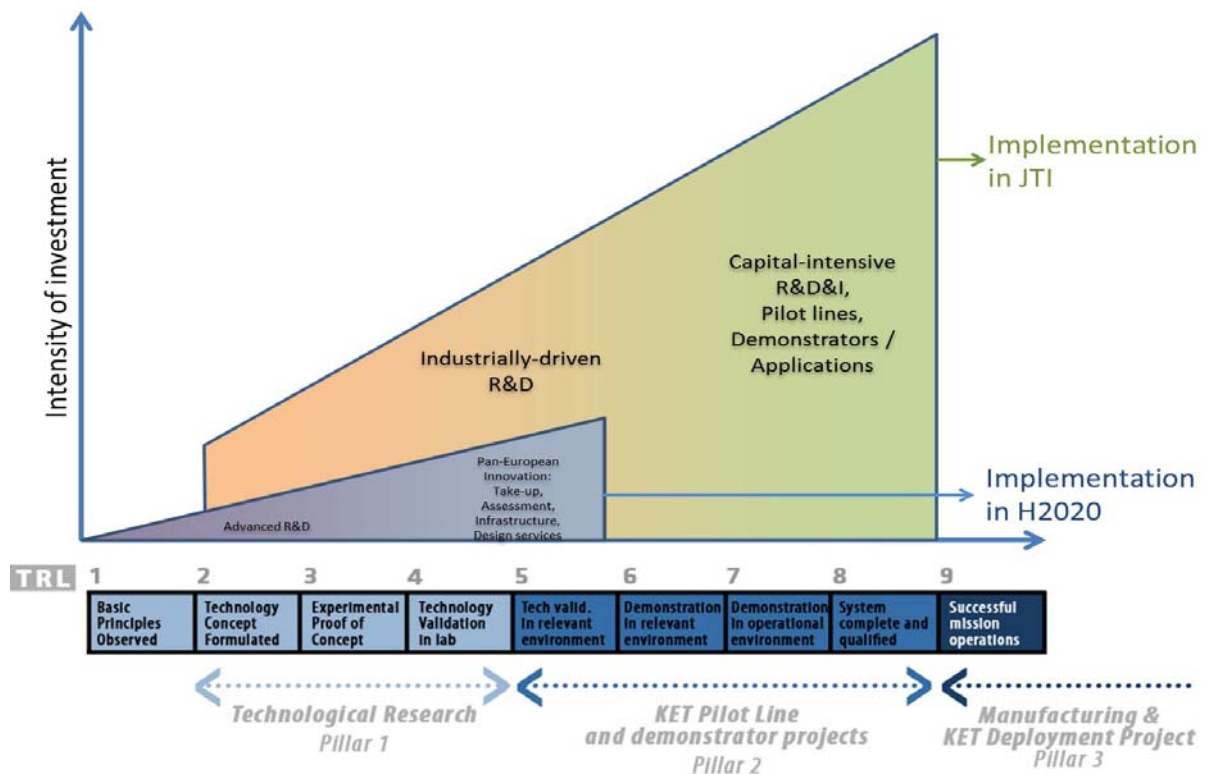 Intensity of investment
Implementation
in JTI
Capital-intensive
R&D&I,
Pilot lines,
Demonstrators /
Applications
Industrially-driven
R&D
Pan-European
Innovation:
Take-up,
Assessment,
Infrastructure,
Design services
Advanced R&D
Implementation
in H2020
TRL 1 2 3 4 5 6 7 8 9
Basic
Principles
Observed
Technology
Concept
Formulated
Experimental
Proof of
Concept
Technology
Validation
in lab
Tech valid.
in relevant
environment
Demonstration
in relevant
environment
Demonstration
in operational
environment
System
complete and
qualified
Successful
mission
operations
Technological Research
Pillar 1
KET Pilot Line
and demonstrator projects
Pillar 2
Manufacturing &
KET Deployment Project
Pillar 3